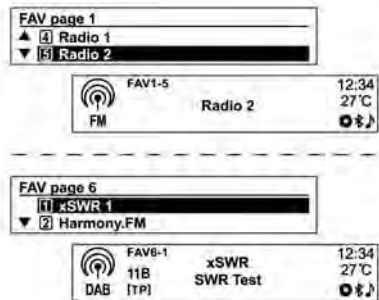 FAV page 1
▲ 4 Radio 1
▼ 5 Radio 2
FAV1-5 12:34
Radio 2 27°C
FM
FAV page 6
1 xSWR 1
▼ 2 Harmony.FM
FAV6-1 12:34
11B xSWR 27°C
DAB [TP] SWR Test